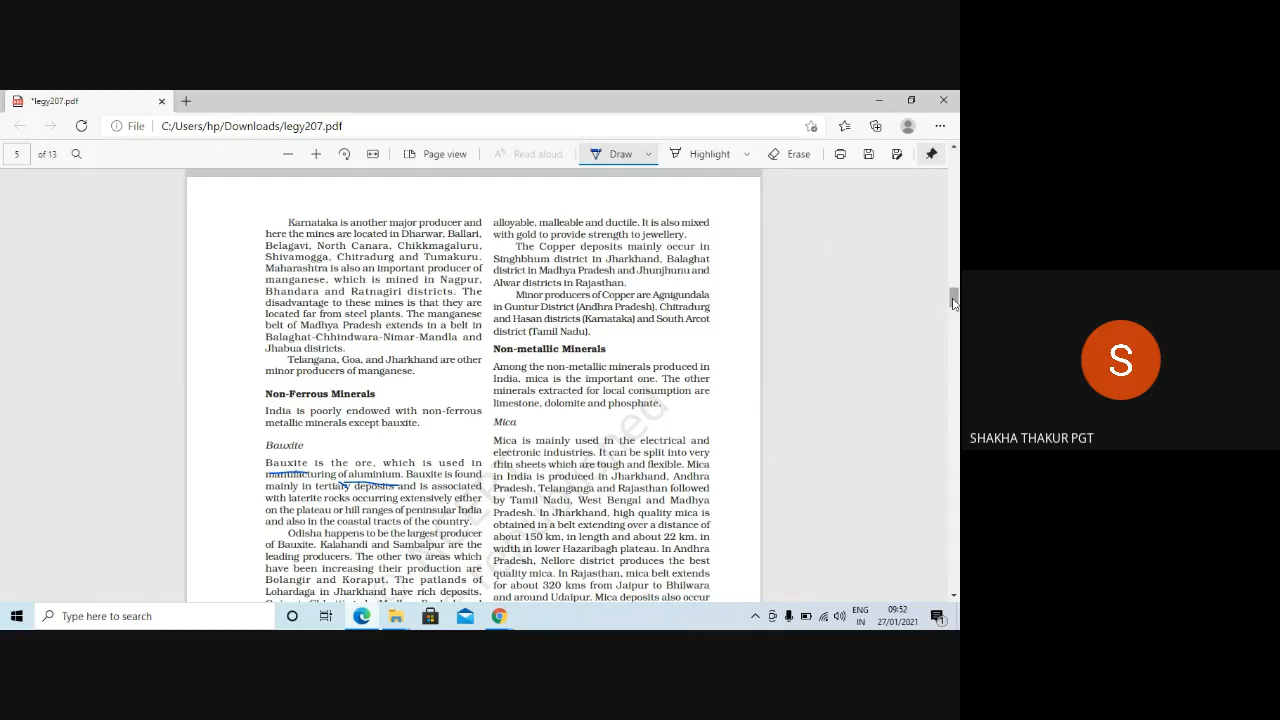 *legy207.pdf
File
C:/Users/hp/Downloads/legy207.pdf
5
of 13
Page view
Read aloud
Draw
Highlight
Erase
Karnataka is another major producer and
here the mines are located in Dharwar, Ballari,
Belagavi, North Canara, Chikkmagaluru,
Shivamogga, Chitradurg and Tumakuru.
Maharashtra is also an important producer of
manganese, which is mined in Nagpur,
Bhandara and Ratnagiri districts. The
disadvantage to these mines is that they are
located far from steel plants. The manganese
belt of Madhya Pradesh extends in a belt in
Balaghat-Chhindwara-Nimar-Mandla and
Jhabua districts.
Telangana, Goa, and Jharkhand are other
minor producers of manganese.
Non-Ferrous Minerals
India is poorly endowed with non-ferrous
metallic minerals except bauxite.
Bauxite
Bauxite is the ore, which is used in
manufacturing of aluminium. Bauxite is found
mainly in tertiary deposits and is associated
with laterite rocks occurring extensively either
on the plateau or hill ranges of peninsular India
and also in the coastal tracts of the country.
Odisha happens to be the largest producer
of Bauxite. Kalahandi and Sambalpur are the
leading producers. The other two areas which
have been increasing their production are
Bolangir and Koraput. The patlands of
Lohardaga in Jharkhand have rich deposits.
alloyable, malleable and ductile. It is also mixed
with gold to provide strength to jewellery.
The Copper deposits mainly occur in
Singhbhum district in Jharkhand, Balaghat
district in Madhya Pradesh and Jhunjhunu and
Alwar districts in Rajasthan.
Minor producers of Copper are Agnigundala
in Guntur District (Andhra Pradesh), Chitradurg
and Hasan districts (Karnataka) and South Arcot
district (Tamil Nadu).
Non-metallic Minerals
Among the non-metallic minerals produced in
India, mica is the important one. The other
minerals extracted for local consumption are
limestone, dolomite and phosphate.
Mica
Mica is mainly used in the electrical and
electronic industries. It can be split into very
thin sheets which are tough and flexible. Mica
in India is produced in Jharkhand, Andhra
Pradesh, Telanganga and Rajasthan followed
by Tamil Nadu, West Bengal and Madhya
Pradesh. In Jharkhand, high quality mica is
obtained in a belt extending over a distance of
about 150 km, in length and about 22 km, in
width in lower Hazaribagh plateau. In Andhra
Pradesh, Nellore district produces the best
quality mica. In Rajasthan, mica belt extends
for about 320 kms from Jaipur to Bhilwara
and around Udaipur. Mica deposits also occur
S
SHAKHA THAKUR PGT
Type here to search
ENG
IN
09:52
27/01/2021
1